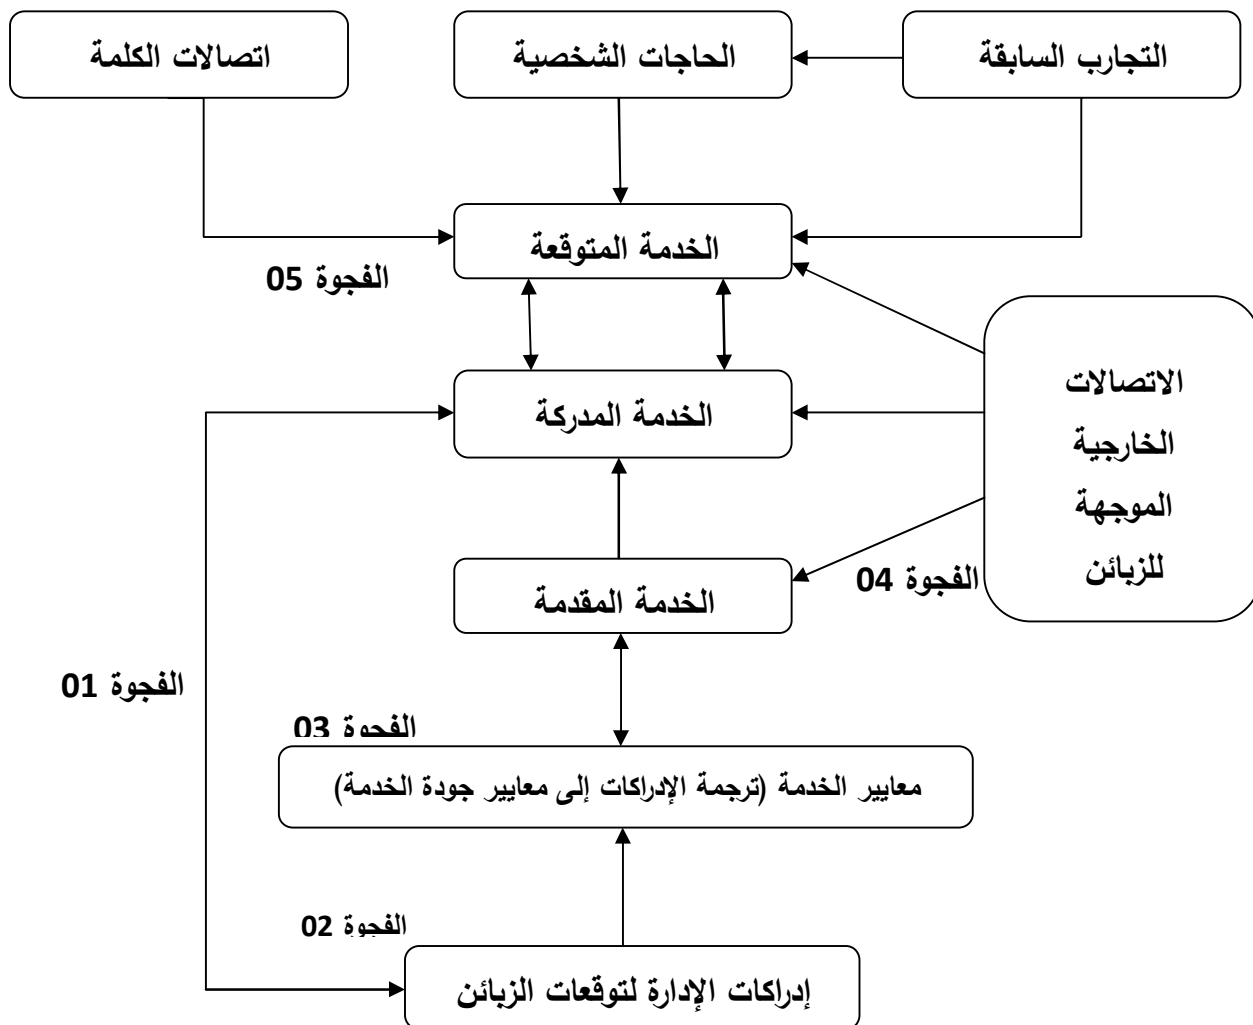 التجارب السابقة
الحاجات الشخصية
اتصالات الكلمة
الخدمة المتوقعة
الفجوة 05
الاتصالات
الخارجية
الموجهة
للزبائن
الخدمة المدركة
الخدمة المقدمة
الفجوة 04
الفجوة 01
الفجوة 03
معايير الخدمة (ترجمة الإدراكات إلى معايير جودة الخدمة)
الفجوة 02
إدراكات الإدارة لتوقعات الزبائن